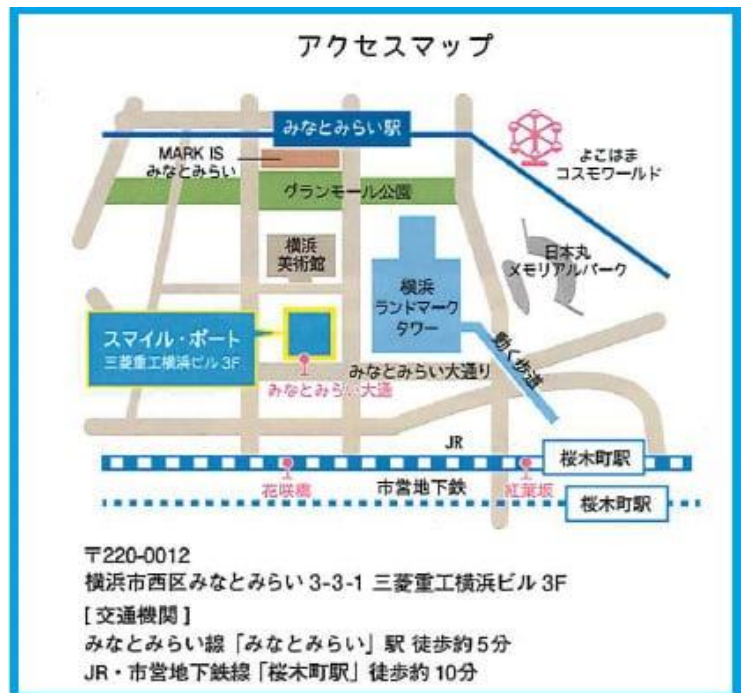 アクセスマップ
みなとみらい駅
MARK IS
みなとみらい
よこはま
コスモワールド
グランモール公園
横浜
美術館
日本丸
メモリアルパーク
横浜
ランドマーク
タワー
スマイル・ポート
三菱重工横浜ビル 3F
動く歩道
みなとみらい大通り
みなとみらい大通
JR
桜木町駅
花咲橋
市営地下鉄
紅葉坂
桜木町駅
〒220-0012
横浜市西区みなとみらい 3-3-1 三菱重工横浜ビル 3F
[ 交通機関 ]
みなとみらい線「みなとみらい」駅 徒歩約 5分
JR・市営地下鉄線「桜木町駅」徒歩約 10分